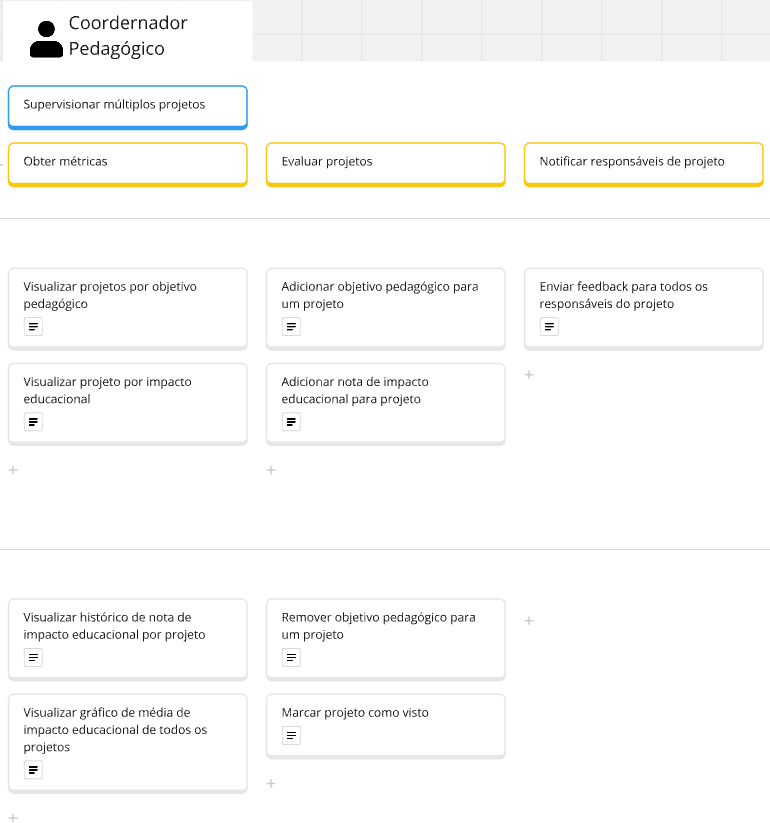 Coordernador
Pedagógico
Supervisionar múltiplos projetos
Obter métricas
Evaluar projetos
Notificar responsáveis de projeto
Visualizar projetos por objetivo
pedagógico
Adicionar objetivo pedagógico para
um projeto
Enviar feedback para todos os
responsáveis do projeto
Visualizar projeto por impacto
educacional
Adicionar nota de impacto
educacional para projeto
Visualizar histórico de nota de
impacto educacional por projeto
Remover objetivo pedagógico para
um projeto
Visualizar gráfico de média de
impacto educacional de todos os
projetos
Marcar projeto como visto